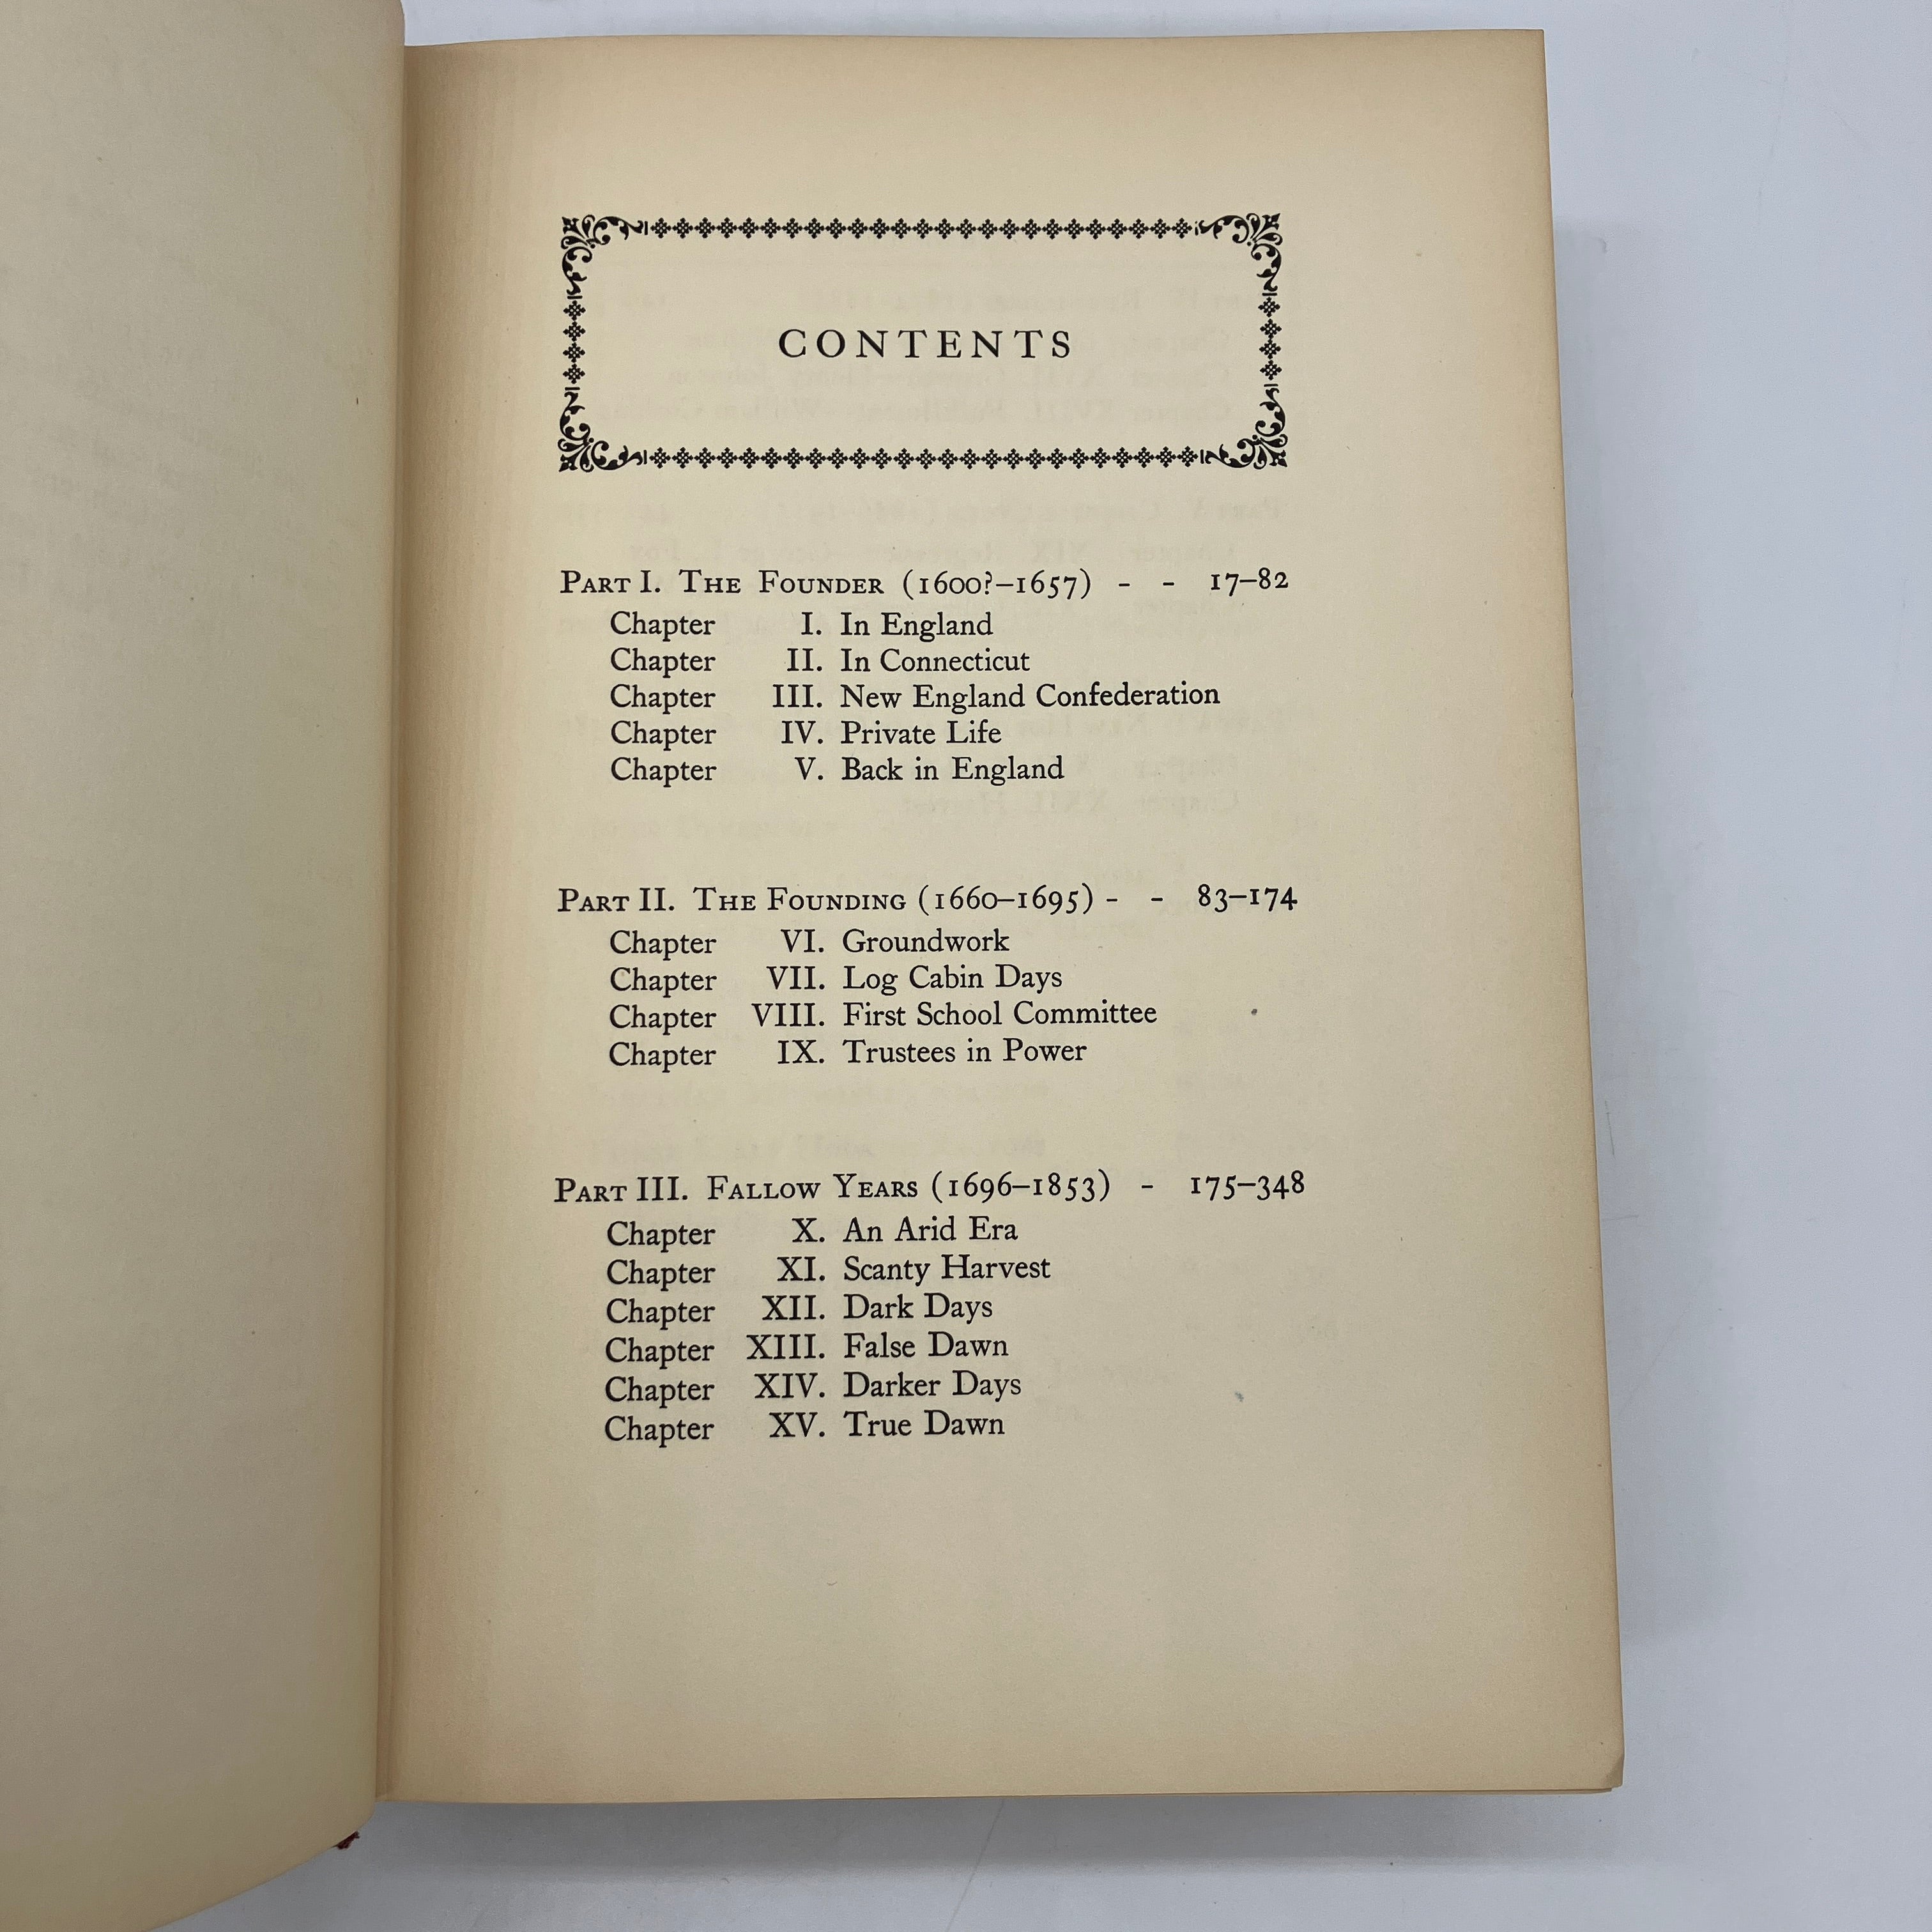 CONTENTS
Part I. The Founder (1600?–1657) - - 17–82
Chapter I. In England
Chapter II. In Connecticut
Chapter III. New England Confederation
Chapter IV. Private Life
Chapter V. Back in England
Part II. The Founding (1660–1695) - - 83–174
Chapter VI. Groundwork
Chapter VII. Log Cabin Days
Chapter VIII. First School Committee
Chapter IX. Trustees in Power
Part III. Fallow Years (1696–1853) - 175–348
Chapter X. An Arid Era
Chapter XI. Scanty Harvest
Chapter XII. Dark Days
Chapter XIII. False Dawn
Chapter XIV. Darker Days
Chapter XV. True Dawn